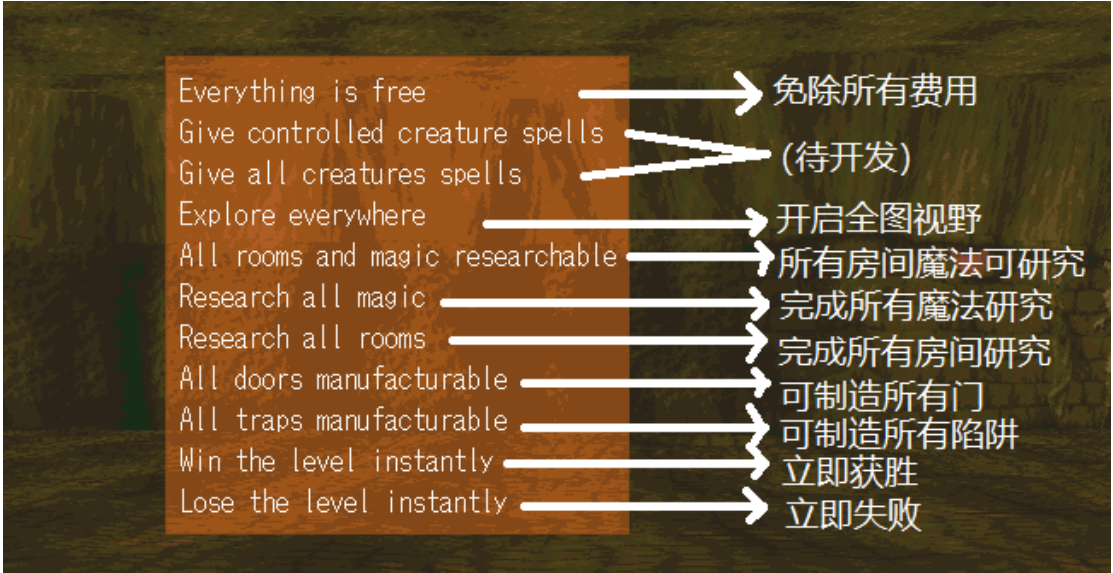 Everything is free 免除所有费用
Give controlled creature spells
(待开发)
Give all creatures spells
Explore everywhere 开启全图视野
All rooms and magic researchable 所有房间魔法可研究
Research all magic 完成所有魔法研究
Research all rooms 完成所有房间研究
All doors manufacturable 可制造所有门
All traps manufacturable 可制造所有陷阱
Win the level instantly 立即获胜
Lose the level instantly 立即失败